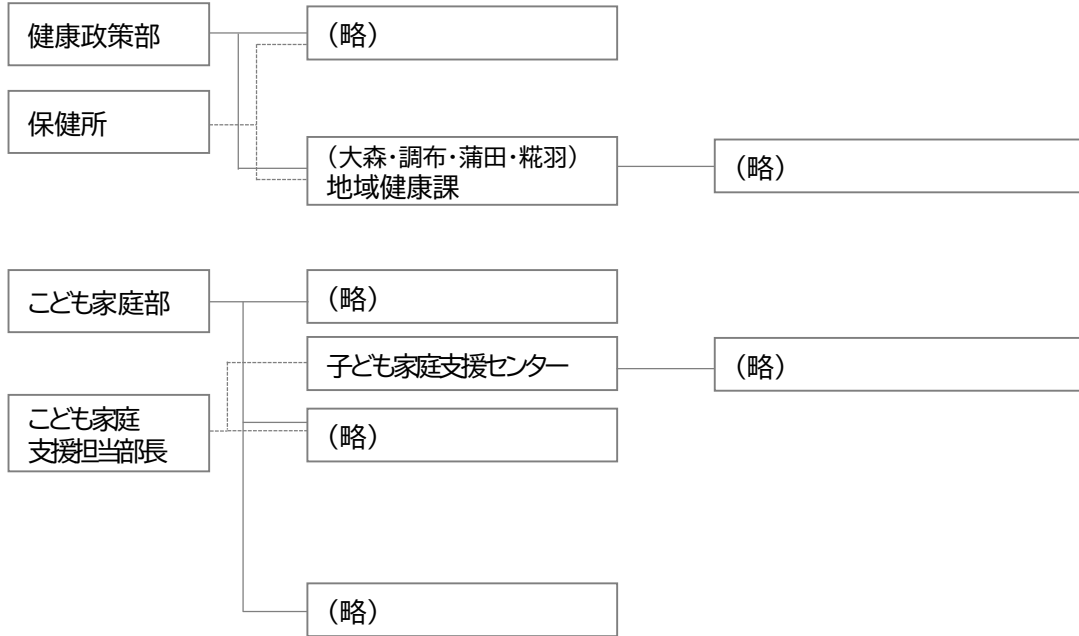 健康政策部
（略）
保健所
（大森・調布・蒲田・糀羽）
地域健康課
（略）
こども家庭部
（略）
子ども家庭支援センター
（略）
こども家庭
支援担当部長
（略）
（略）